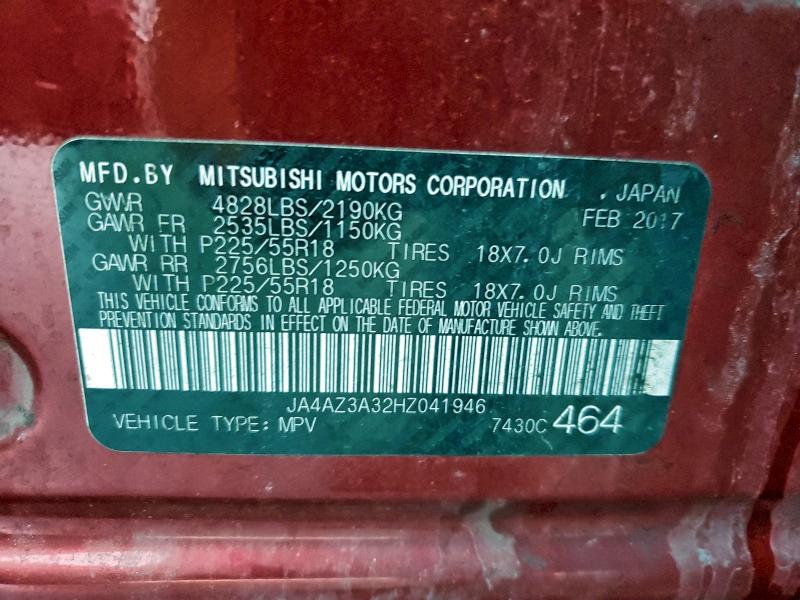 MFD.BY MITSUBISHI MOTORS CORPORATION , JAPAN
GVWR 4828LBS/2190KG FEB 2017
GAWR FR 2535LBS/1150KG
WITH P225/55R18 TIRES 18X7.0J RIMS
GAWR RR 2756LBS/1250KG
WITH P225/55R18 TIRES 18X7.0J RIMS
THIS VEHICLE CONFORMS TO ALL APPLICABLE FEDERAL MOTOR VEHICLE SAFETY AND THEFT
PREVENTION STANDARDS IN EFFECT ON THE DATE OF MANUFACTURE SHOWN ABOVE.
JA4AZ3A32HZ041946
VEHICLE TYPE: MPV 7430C 464